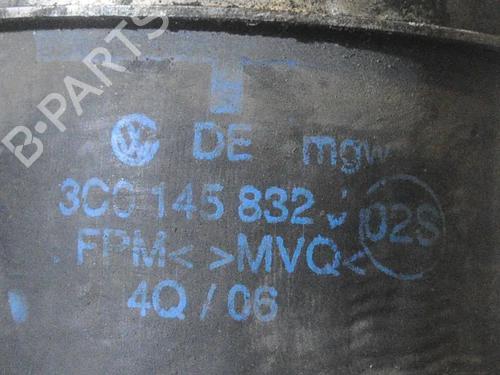 B-PARTS
DE mgw
3C0 145 832 J 02S
FPM< >MVQ<
4Q/06